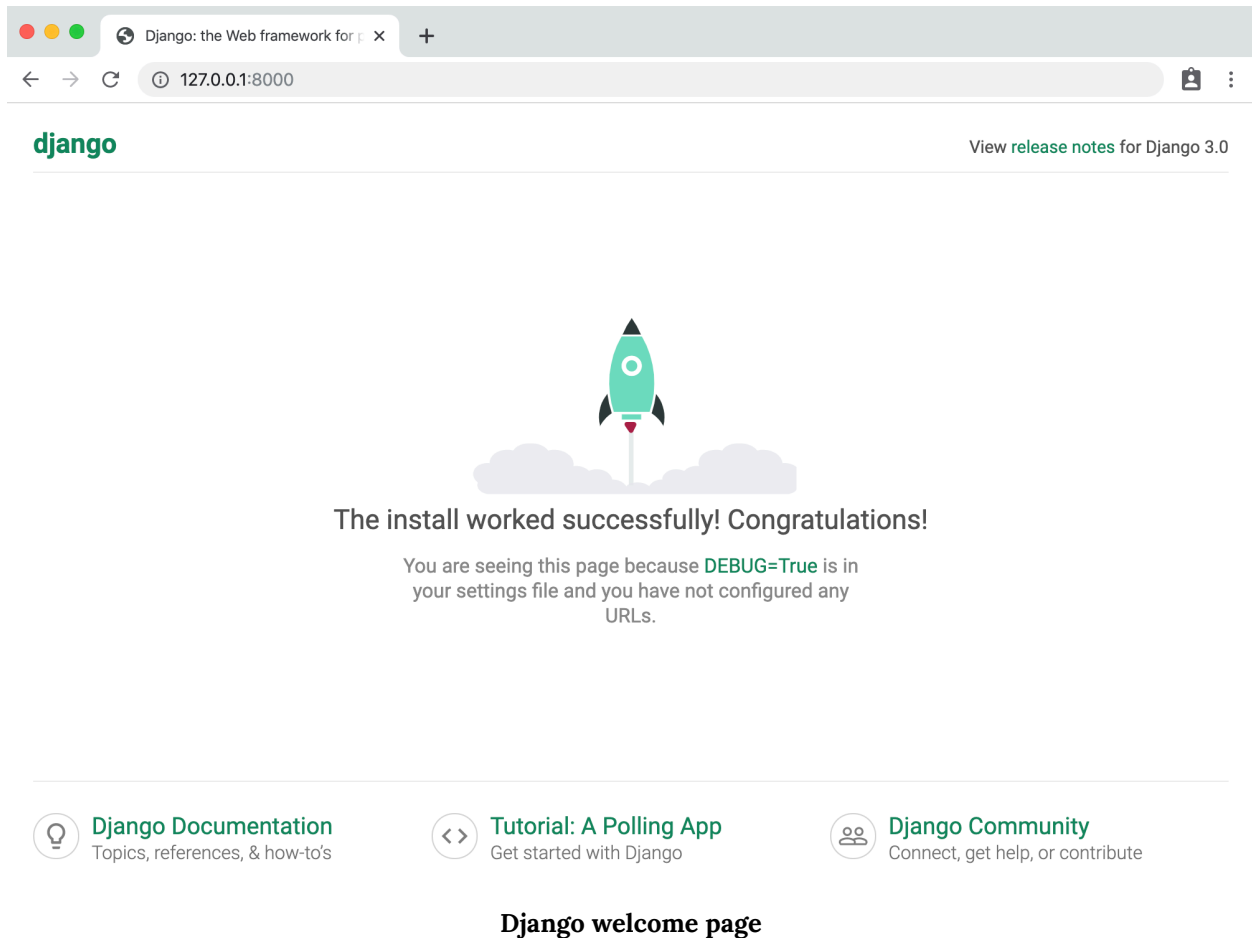 Django: the Web framework for p
127.0.0.1:8000
django
View release notes for Django 3.0
The install worked successfully! Congratulations!
You are seeing this page because DEBUG=True is in
your settings file and you have not configured any
URLs.
Django Documentation
Topics, references, & how-to’s
Tutorial: A Polling App
Get started with Django
Django Community
Connect, get help, or contribute
Django welcome page